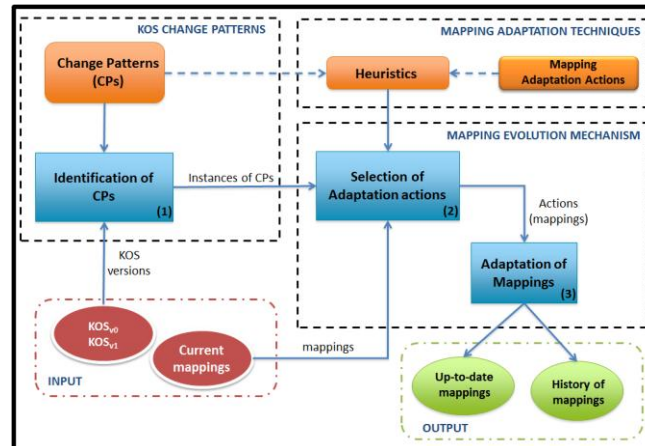 KOS CHANGE PATTERNS
MAPPING ADAPTATION TECHNIQUES
Change Patterns
(CPs)
Heuristics
Mapping
Adaptation Actions
MAPPING EVOLUTION MECHANISM
Identification of
CPs
(1)
Instances of CPs
Selection of
Adaptation actions
(2)
Actions
(mappings)
KOS
versions
Adaptation of
Mappings
(3)
KOSv0
KOSv1
Current
mappings
mappings
INPUT
Up-to-date
mappings
History of
mappings
OUTPUT